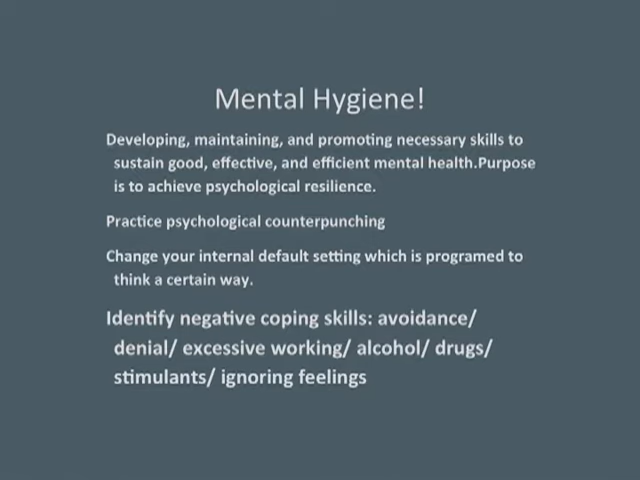 Mental Hygiene!
Developing, maintaining, and promoting necessary skills to
sustain good, effective, and efficient mental health.Purpose
is to achieve psychological resilience.
Practice psychological counterpunching
Change your internal default setting which is programed to
think a certain way.
Identify negative coping skills: avoidance/
denial/ excessive working/ alcohol/ drugs/
stimulants/ ignoring feelings